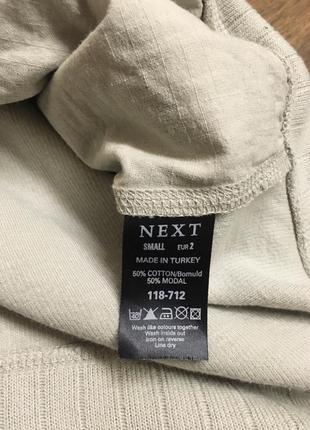 NEXT
SMALL EUR 2
MADE IN TURKEY
50% COTTON/Bomuld
50% MODAL
118-712
40°
Wash like colours together
Wash inside out
Iron on reverse
Line dry